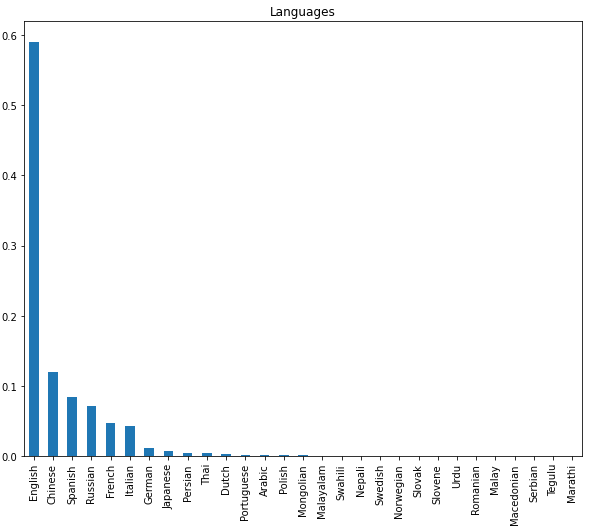 Languages
0.6
0.5
0.4
0.3
0.2
0.1
0.0
English
Chinese
Spanish
Russian
French
Italian
German
Japanese
Persian
Thai
Dutch
Portuguese
Arabic
Polish
Mongolian
Malayalam
Swahili
Nepali
Swedish
Norwegian
Slovak
Slovene
Urdu
Romanian
Malay
Macedonian
Serbian
Tegulu
Marathi